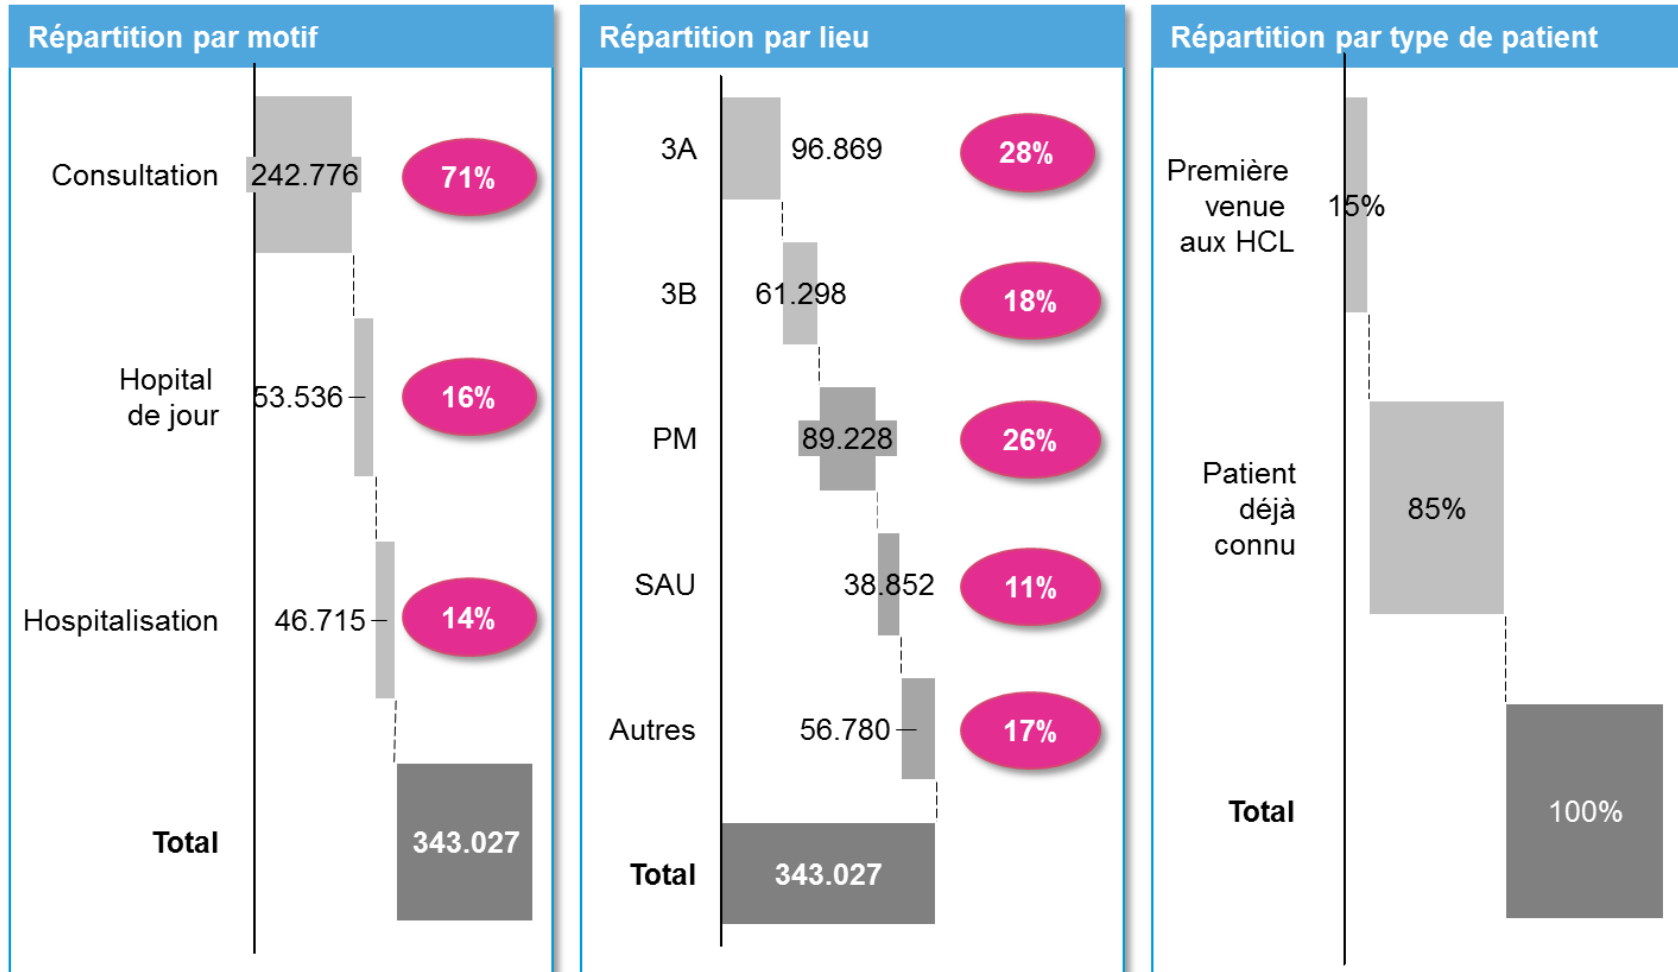 Répartition par motif
Consultation
242.776
71%
Hopital
de jour
53.536
16%
Hospitalisation
46.715
14%
Total
343.027
Répartition par lieu
3A
96.869
28%
3B
61.298
18%
PM
89.228
26%
SAU
38.852
11%
Autres
56.780
17%
Total
343.027
Répartition par type de patient
Première
venue
aux HCL
15%
Patient
déjà
connu
85%
Total
100%